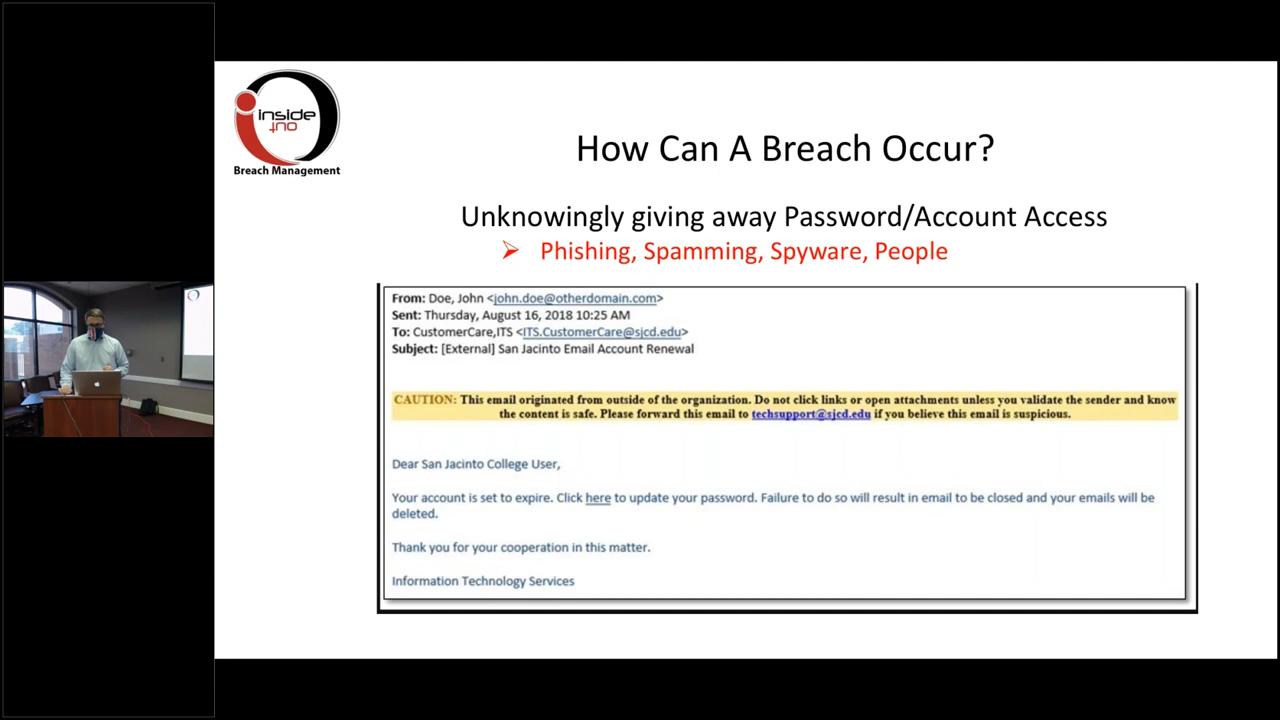 inside
out
Breach Management
How Can A Breach Occur?
Unknowingly giving away Password/Account Access
➢ Phishing, Spamming, Spyware, People
From: Doe, John <john.doe@otherdomain.com>
Sent: Thursday, August 16, 2018 10:25 AM
To: CustomerCare,ITS <ITS.CustomerCare@sjcd.edu>
Subject: [External] San Jacinto Email Account Renewal
CAUTION: This email originated from outside of the organization. Do not click links or open attachments unless you validate the sender and know
the content is safe. Please forward this email to techsupport@sjcd.edu if you believe this email is suspicious.
Dear San Jacinto College User,
Your account is set to expire. Click here to update your password. Failure to do so will result in email to be closed and your emails will be
deleted.
Thank you for your cooperation in this matter.
Information Technology Services